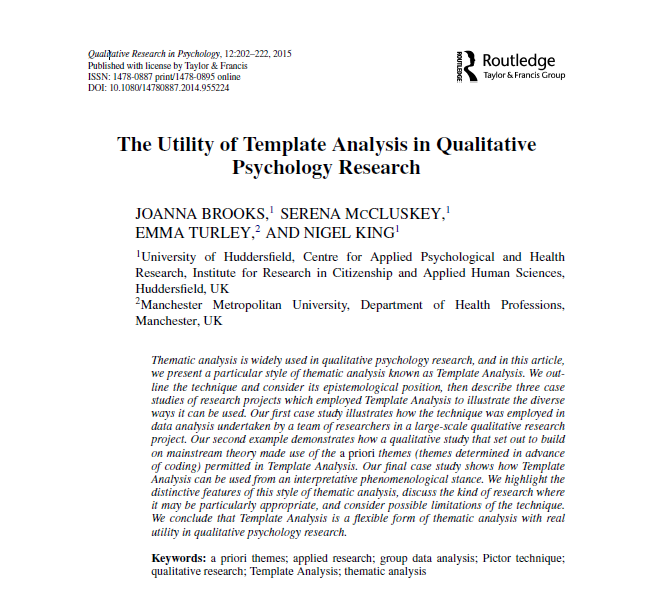 Qualitative Research in Psychology, 12:202–222, 2015
Published with license by Taylor & Francis
ISSN: 1478-0887 print/1478-0895 online
DOI: 10.1080/14780887.2014.955224
ROUTLEDGE
Routledge
Taylor & Francis Group
The Utility of Template Analysis in Qualitative
Psychology Research
JOANNA BROOKS,¹ SERENA MCCLUSKEY,¹
EMMA TURLEY,² AND NIGEL KING¹
¹University of Huddersfield, Centre for Applied Psychological and Health
Research, Institute for Research in Citizenship and Applied Human Sciences,
Huddersfield, UK
²Manchester Metropolitan University, Department of Health Professions,
Manchester, UK
Thematic analysis is widely used in qualitative psychology research, and in this article,
we present a particular style of thematic analysis known as Template Analysis. We out-
line the technique and consider its epistemological position, then describe three case
studies of research projects which employed Template Analysis to illustrate the diverse
ways it can be used. Our first case study illustrates how the technique was employed in
data analysis undertaken by a team of researchers in a large-scale qualitative research
project. Our second example demonstrates how a qualitative study that set out to build
on mainstream theory made use of the a priori themes (themes determined in advance
of coding) permitted in Template Analysis. Our final case study shows how Template
Analysis can be used from an interpretative phenomenological stance. We highlight the
distinctive features of this style of thematic analysis, discuss the kind of research where
it may be particularly appropriate, and consider possible limitations of the technique.
We conclude that Template Analysis is a flexible form of thematic analysis with real
utility in qualitative psychology research.
Keywords: a priori themes; applied research; group data analysis; Pictor technique;
qualitative research; Template Analysis; thematic analysis